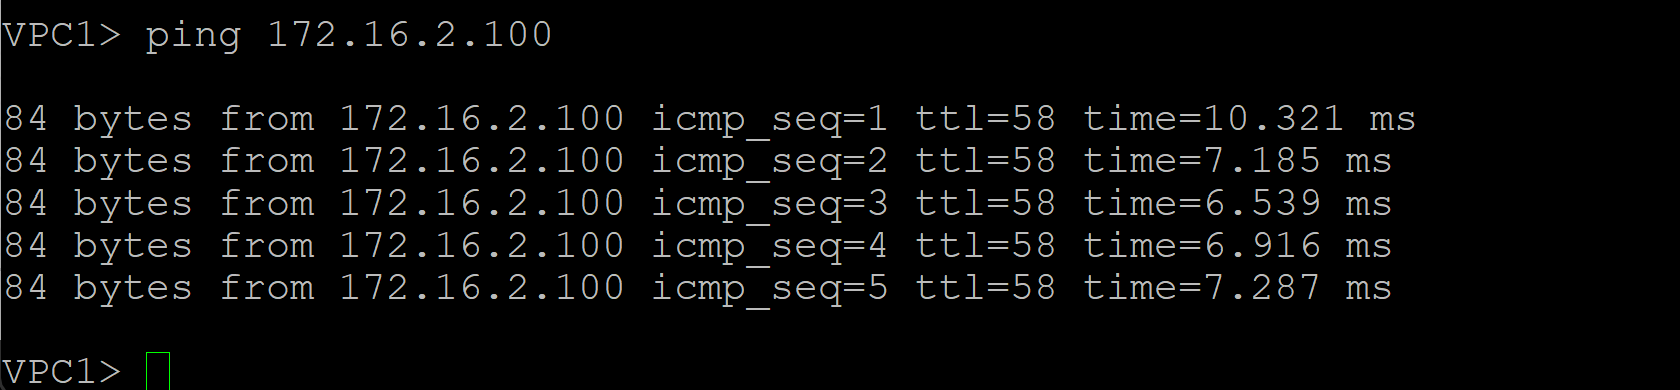 VPC1> ping 172.16.2.100
84 bytes from 172.16.2.100 icmp_seq=1 ttl=58 time=10.321 ms
84 bytes from 172.16.2.100 icmp_seq=2 ttl=58 time=7.185 ms
84 bytes from 172.16.2.100 icmp_seq=3 ttl=58 time=6.539 ms
84 bytes from 172.16.2.100 icmp_seq=4 ttl=58 time=6.916 ms
84 bytes from 172.16.2.100 icmp_seq=5 ttl=58 time=7.287 ms
VPC1>